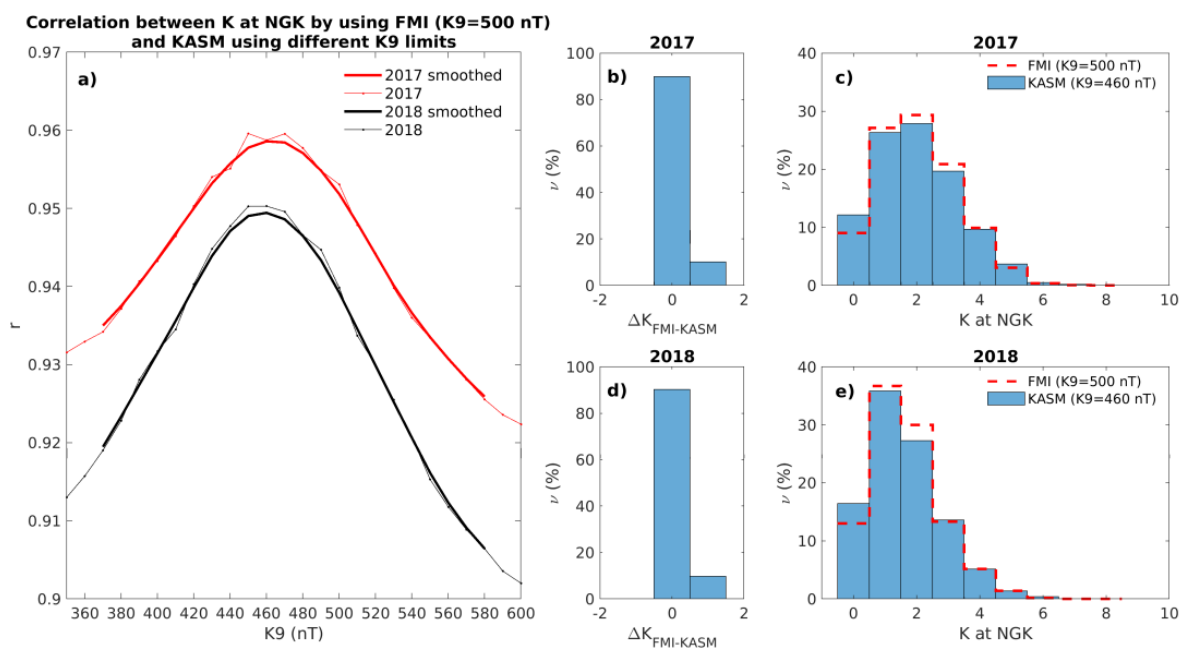 Correlation between K at NGK by using FMI (K9=500 nT)
and KASM using different K9 limits
a)
2017 smoothed
2017
2018 smoothed
2018
0.97
0.96
0.95
0.94
0.93
0.92
0.91
0.9
r
360 380 400 420 440 460 480 500 520 540 560 580 600
K9 (nT)
2017
b)
100
80
60
40
20
0
ν (%)
-2 0 2
ΔK_FMI-KASM
2017
c)
FMI (K9=500 nT)
KASM (K9=460 nT)
40
30
20
10
0
ν (%)
0 2 4 6 8 10
K at NGK
2018
d)
100
80
60
40
20
0
ν (%)
-2 0 2
ΔK_FMI-KASM
2018
e)
FMI (K9=500 nT)
KASM (K9=460 nT)
40
30
20
10
0
ν (%)
0 2 4 6 8 10
K at NGK